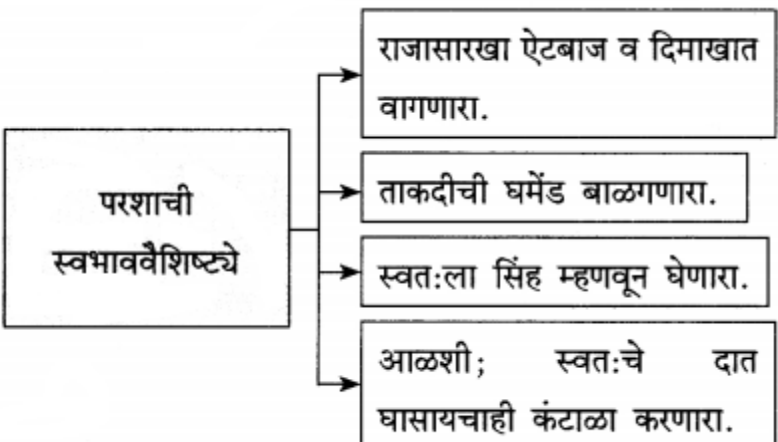 राजासारखा ऐटबाज व दिमाखात
वागणारा.
परशाची
स्वभाववैशिष्ट्ये
ताकदीची घमेंड बाळगणारा.
स्वत:ला सिंह म्हणवून घेणारा.
आळशी; स्वत:चे दात
घासायचाही कंटाळा करणारा.